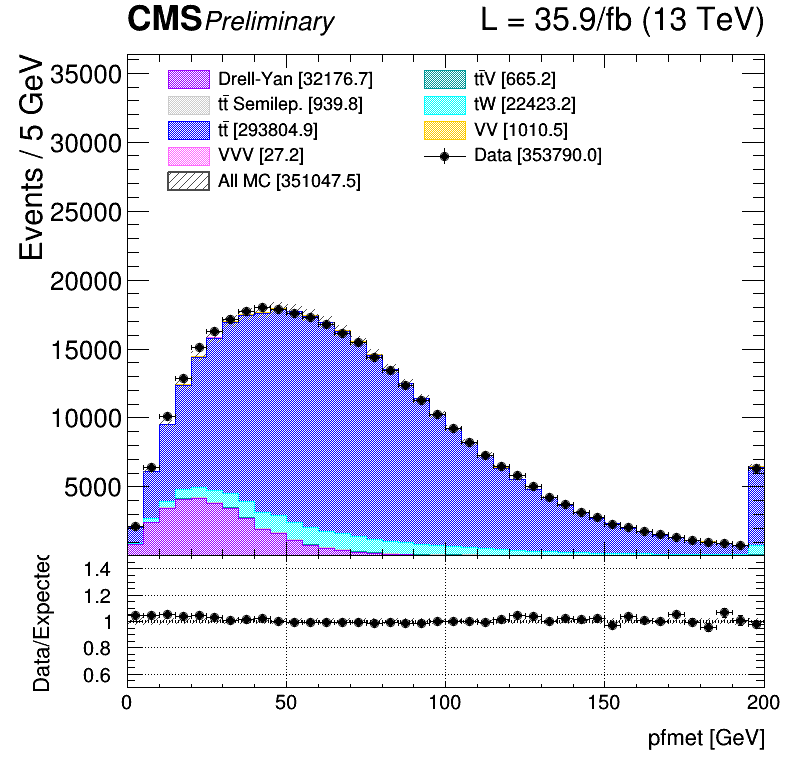 CMS Preliminary L = 35.9/fb (13 TeV)
Events / 5 GeV
35000
30000
25000
20000
15000
10000
5000
Drell-Yan [32176.7]
tt̄ Semilep. [939.8]
tt̄ [293804.9]
VVV [27.2]
All MC [351047.5]
tt̄V [665.2]
tW [22423.2]
VV [1010.5]
Data [353790.0]
Data/Expected
1.4
1.2
1
0.8
0.6
0 50 100 150 200
pfmet [GeV]